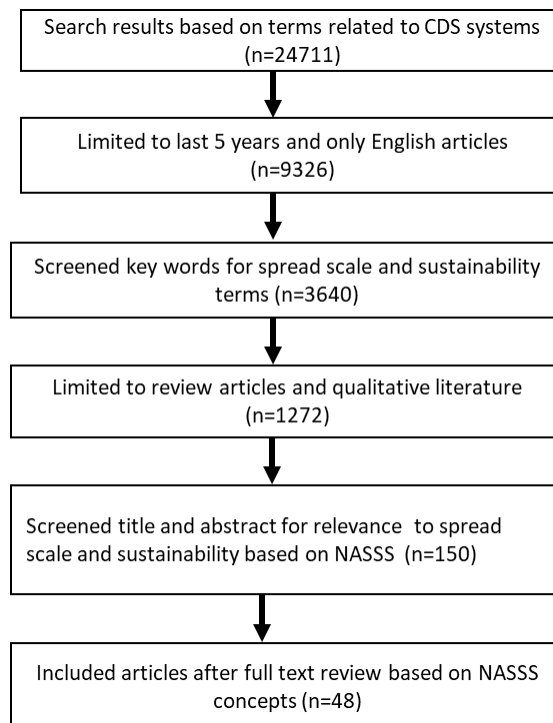 Search results based on terms related to CDS systems
(n=24711)
Limited to last 5 years and only English articles
(n=9326)
Screened key words for spread scale and sustainability
terms (n=3640)
Limited to review articles and qualitative literature
(n=1272)
Screened title and abstract for relevance to spread
scale and sustainability based on NASSS (n=150)
Included articles after full text review based on NASSS
concepts (n=48)